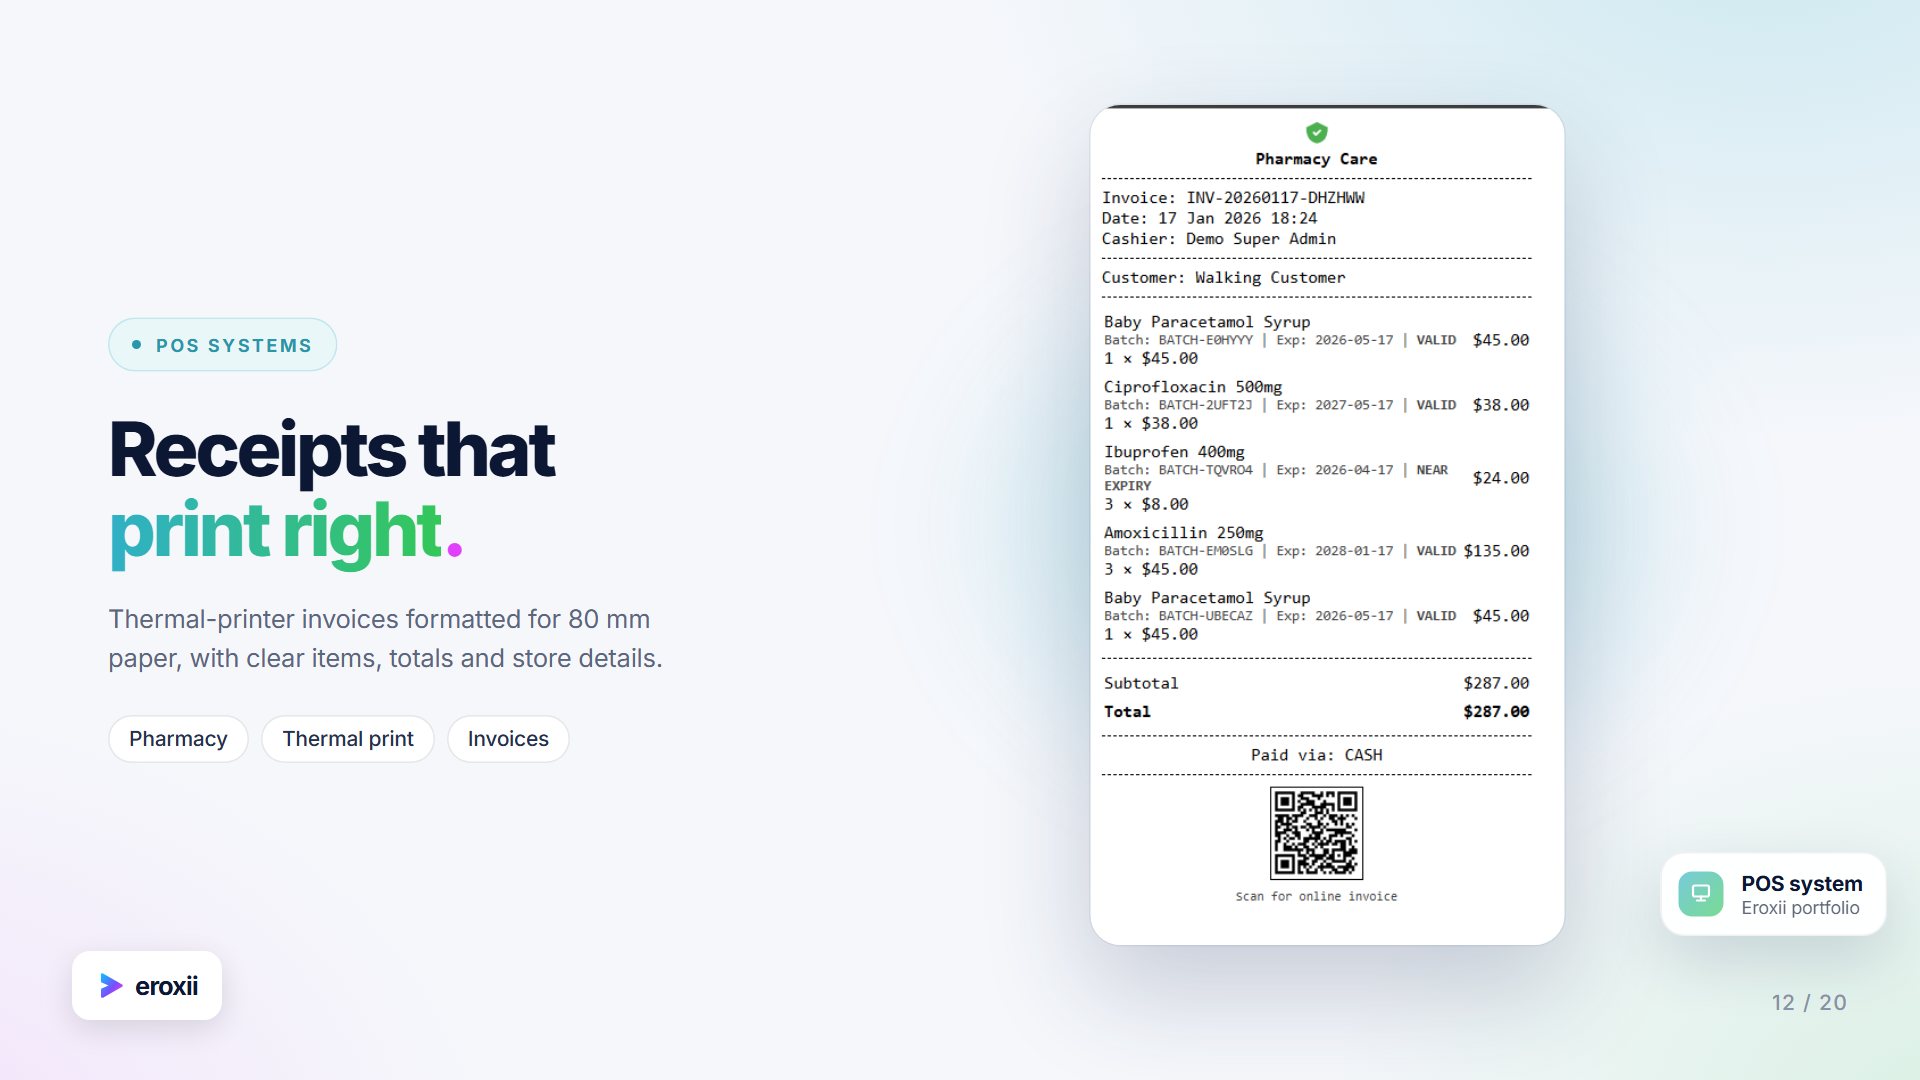 POS SYSTEMS
Receipts that
print right.
Thermal-printer invoices formatted for 80 mm
paper, with clear items, totals and store details.
Pharmacy
Thermal print
Invoices
eroxii
Pharmacy Care
Invoice: INV-20260117-DHZHWW
Date: 17 Jan 2026 18:24
Cashier: Demo Super Admin
Customer: Walking Customer
Baby Paracetamol Syrup
Batch: BATCH-E0HYYY | Exp: 2026-05-17 | VALID $45.00
1 × $45.00
Ciprofloxacin 500mg
Batch: BATCH-2UFT2J | Exp: 2027-05-17 | VALID $38.00
1 × $38.00
Ibuprofen 400mg
Batch: BATCH-TQVRO4 | Exp: 2026-04-17 | NEAR
EXPIRY $24.00
3 × $8.00
Amoxicillin 250mg
Batch: BATCH-EM0SLG | Exp: 2028-01-17 | VALID $135.00
3 × $45.00
Baby Paracetamol Syrup
Batch: BATCH-UBECAZ | Exp: 2026-05-17 | VALID $45.00
1 × $45.00
Subtotal $287.00
Total $287.00
Paid via: CASH
Scan for online invoice
POS system
Eroxii portfolio
12 / 20